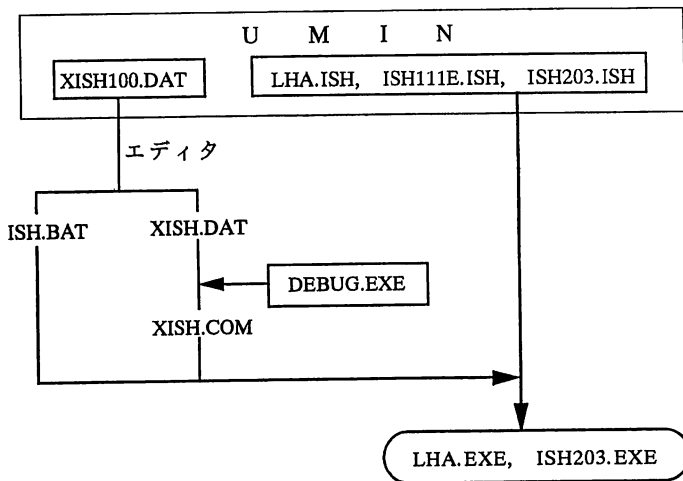 U M I N
XISH100.DAT
LHA.ISH, ISH111E.ISH, ISH203.ISH
エディタ
ISH.BAT XISH.DAT
DEBUG.EXE
XISH.COM
LHA.EXE, ISH203.EXE